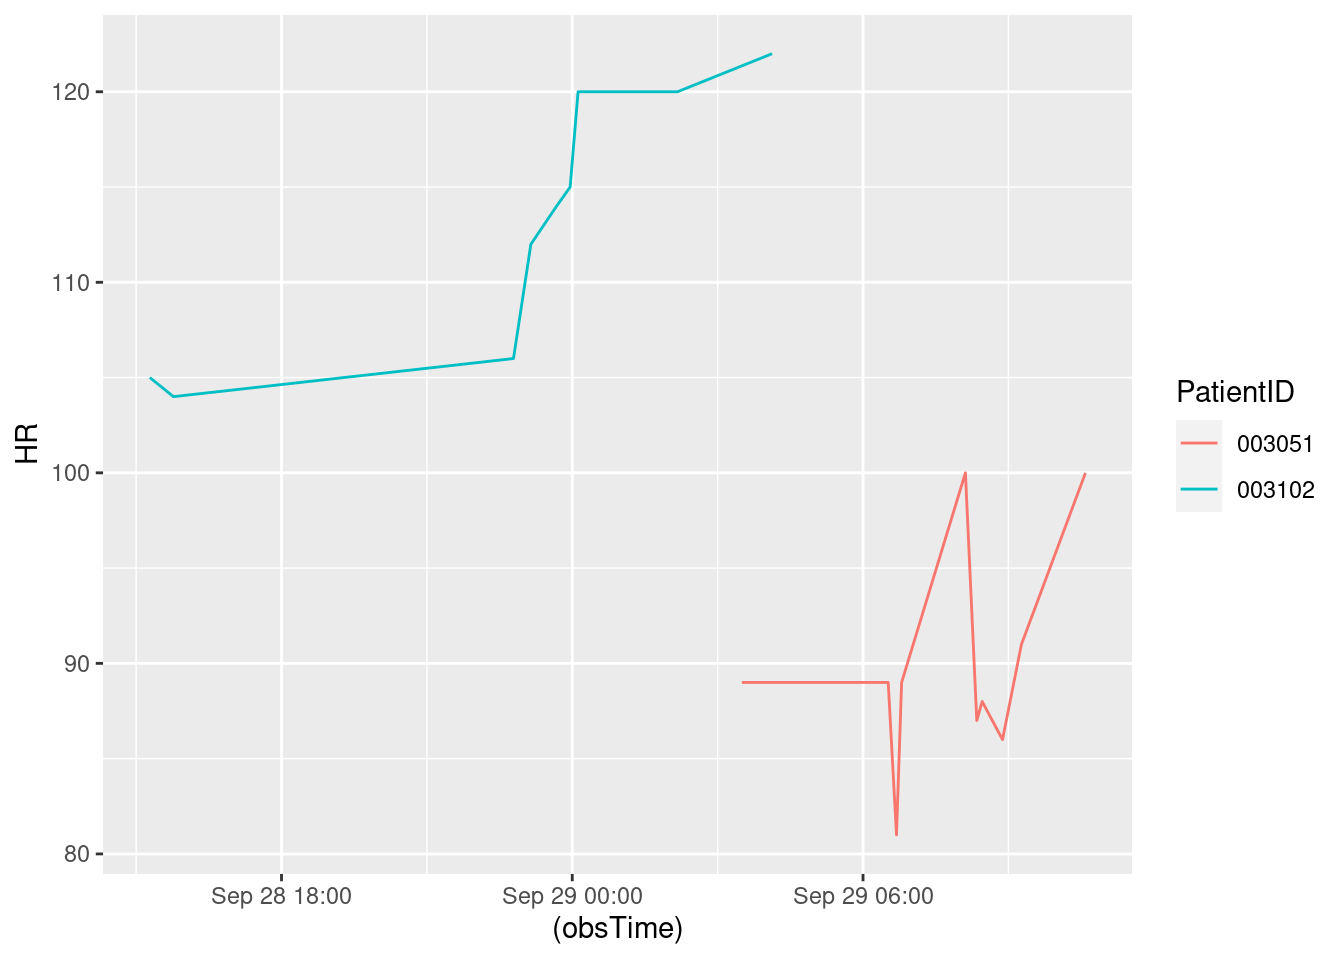 120
110
100
90
80
HR
Sep 28 18:00
Sep 29 00:00
Sep 29 06:00
(obsTime)
PatientID
003051
003102